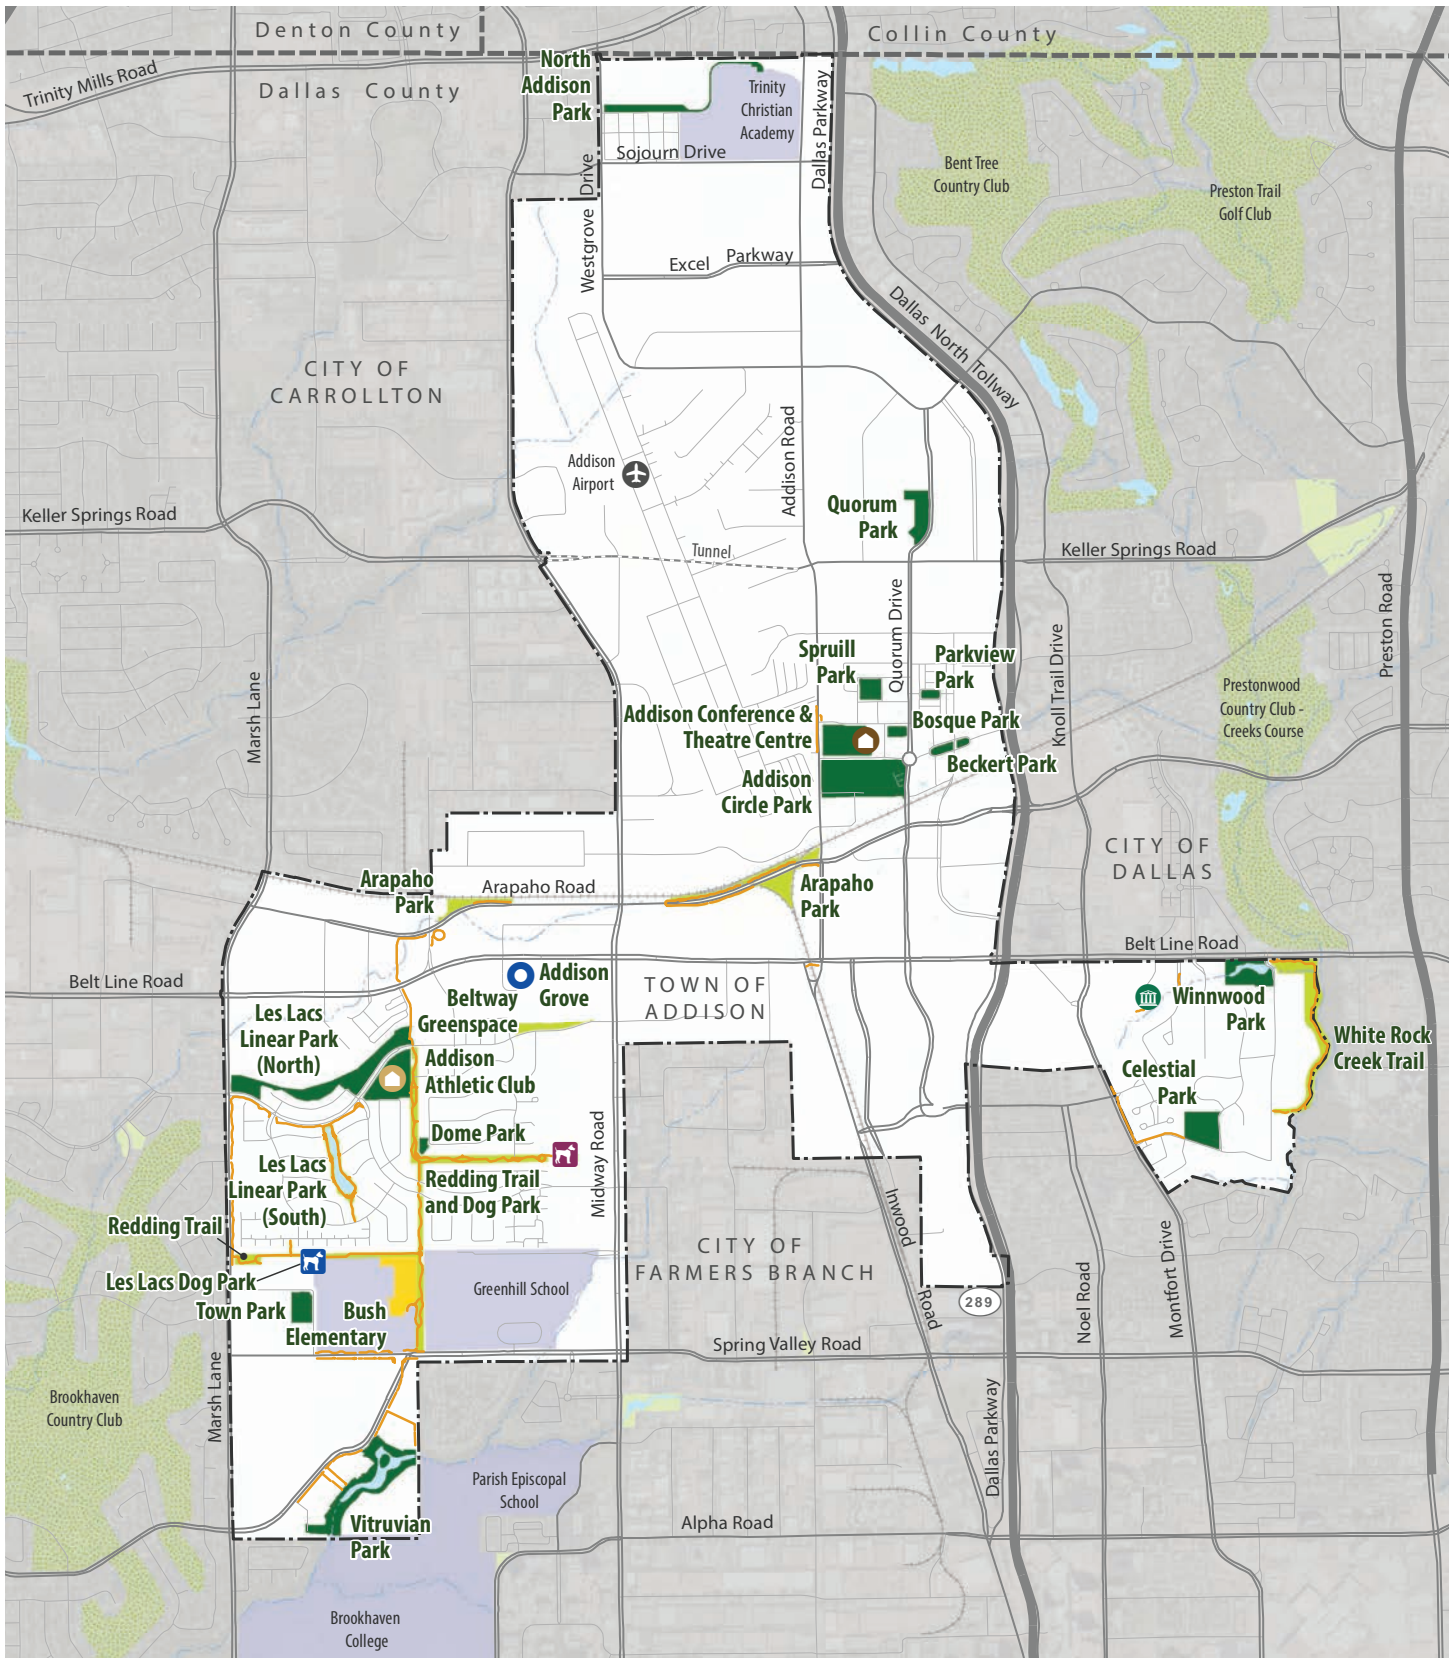 Denton County
Collin County
Trinity Mills Road
Dallas County
North
Addison
Park
Trinity
Christian
Academy
Dallas Parkway
Sojourn Drive
Westgrove Drive
Bent Tree
Country Club
Preston Trail
Golf Club
Excel Parkway
Dallas North Tollway
CITY OF
CARROLLTON
Addison
Airport
Addison Road
Quorum
Park
Keller Springs Road
Tunnel
Keller Springs Road
Preston Road
Quorum Drive
Knoll Trail Drive
Marsh Lane
Spruill
Park
Parkview
Park
Prestonwood
Country Club -
Creeks Course
Addison Conference &
Theatre Centre
Bosque Park
Beckert Park
Addison
Circle Park
CITY OF
DALLAS
Arapaho
Park
Arapaho Road
Arapaho
Park
Belt Line Road
Belt Line Road
Addison
Grove
TOWN OF
ADDISON
Beltway
Greenspace
Winnwood
Park
Les Lacs
Linear Park
(North)
White Rock
Creek Trail
Addison
Athletic Club
Celestial
Park
Dome Park
Midway Road
Les Lacs
Linear Park
(South)
Redding Trail
and Dog Park
Redding Trail
Inwood Road
CITY OF
FARMERS BRANCH
Les Lacs Dog Park
Greenhill School
289
Noel Road
Montfort Drive
Town Park
Bush
Elementary
Spring Valley Road
Marsh Lane
Brookhaven
Country Club
Dallas Parkway
Parish Episcopal
School
Vitruvian
Park
Alpha Road
Brookhaven
College